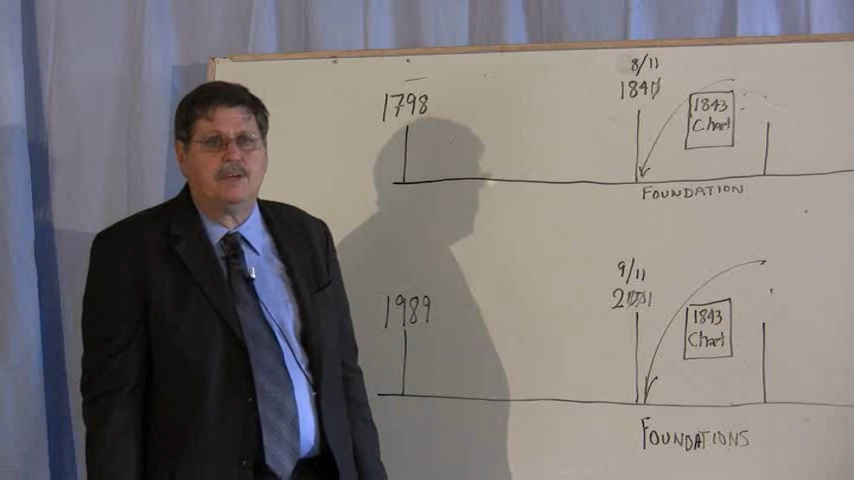 1798
8/11
1840
1843
Chart
FOUNDATION
1989
9/11
2001
1843
Chart
FOUNDATIONS